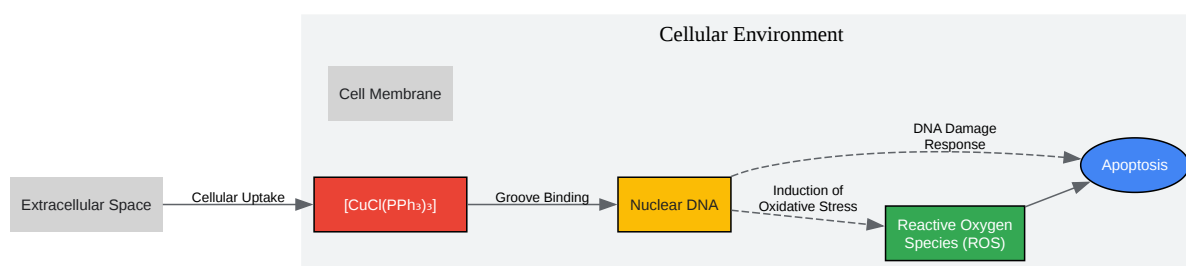 Cellular Environment
Cell Membrane
Extracellular Space
Cellular Uptake
[CuCl(PPh₃)₃]
Groove Binding
Nuclear DNA
DNA Damage
Response
Induction of
Oxidative Stress
Reactive Oxygen
Species (ROS)
Apoptosis